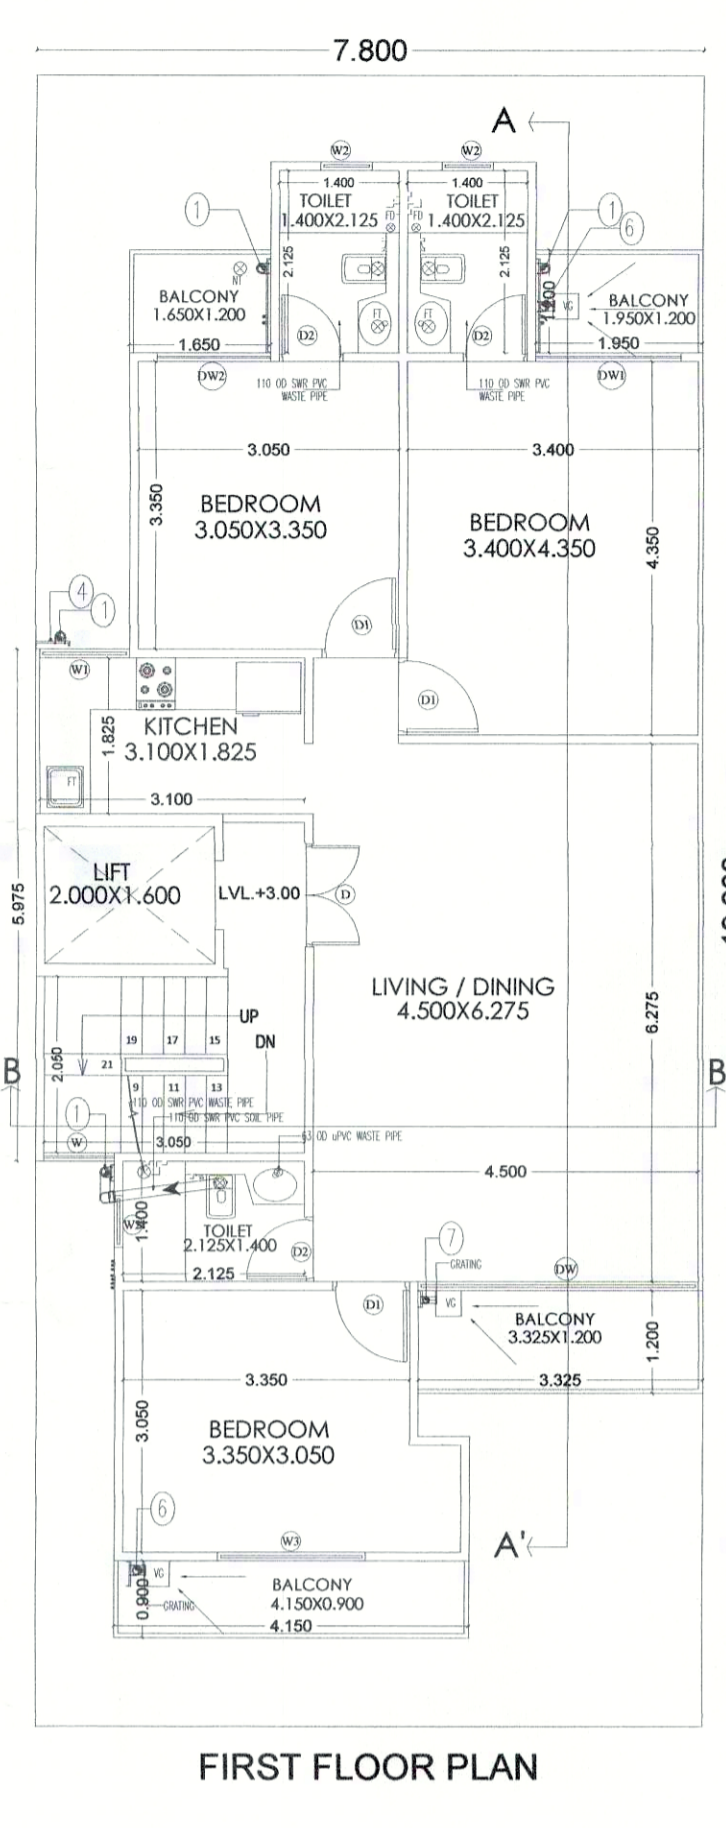 7.800
A
W2
W2
1.400
1.400
TOILET
1.400X2.125
TOILET
1.400X2.125
1
1
6
FD
FD
2.125
2.125
NT
BALCONY
1.650X1.200
1.650
VG
BALCONY
1.950X1.200
1.200
1.950
FT
FT
D2
D2
DW2
DW1
110 OD SWR PVC
WASTE PIPE
110 OD SWR PVC
WASTE PIPE
3.050
3.400
3.350
BEDROOM
3.050X3.350
BEDROOM
3.400X4.350
4.350
4
1
D1
W1
D1
1.825
KITCHEN
3.100X1.825
FT
3.100
LIFT
2.000X1.600
LVL.+3.00
D
5.975
LIVING / DINING
4.500X6.275
6.275
UP
DN
19
17
15
21
2.050
9
11
13
B
B
110 OD SWR PVC WASTE PIPE
110 OD SWR PVC SOIL PIPE
1
W
3.050
63 OD uPVC WASTE PIPE
4.500
1.400
TOILET
2.125X1.400
2.125
D2
7
GRATING
DW
D1
VG
BALCONY
3.325X1.200
1.200
3.350
3.325
3.050
BEDROOM
3.350X3.050
6
W3
A'
VG
0.900
GRATING
BALCONY
4.150X0.900
4.150
FIRST FLOOR PLAN